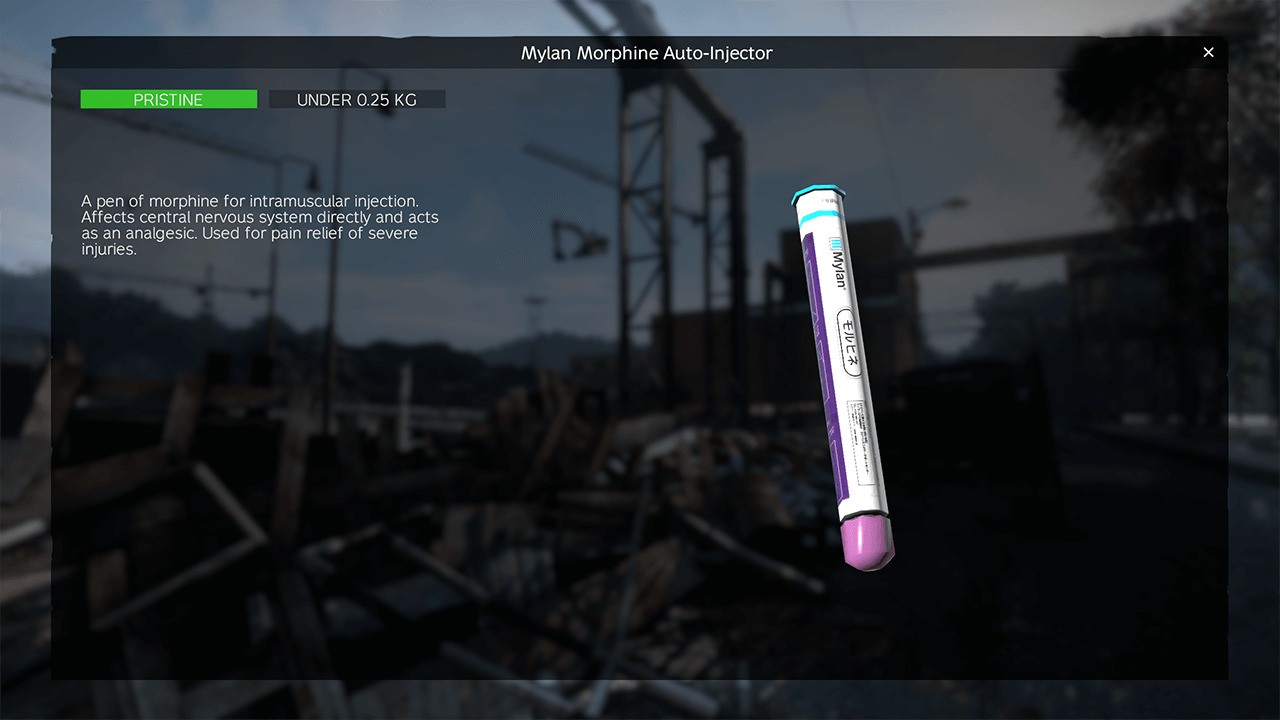 Mylan Morphine Auto-Injector
PRISTINE
UNDER 0.25 KG
A pen of morphine for intramuscular injection.
Affects central nervous system directly and acts
as an analgesic. Used for pain relief of severe
injuries.
Mylan
モルヒネ